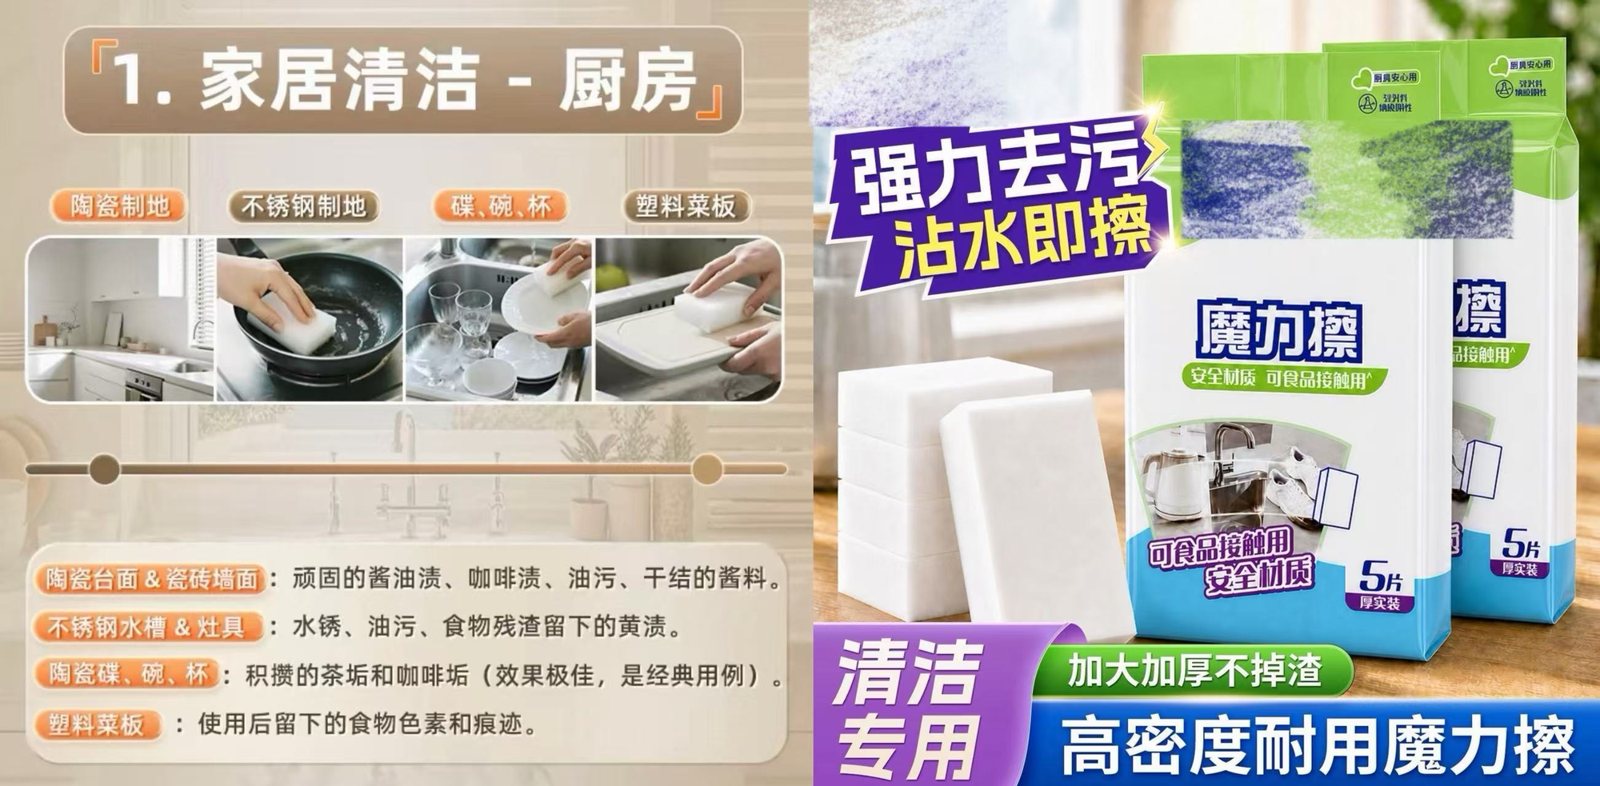 1. 家居清洁 - 厨房
陶瓷制地
不锈钢制地
碟、碗、杯
塑料菜板
陶瓷台面 & 瓷砖墙面：顽固的酱油渍、咖啡渍、油污、干结的酱料。
不锈钢水槽 & 灶具：水锈、油污、食物残渣留下的黄渍。
陶瓷碟、碗、杯：积攒的茶垢和咖啡垢（效果极佳，是经典用例）。
塑料菜板：使用后留下的食物色素和痕迹。
强力去污
沾水即擦
厨具安心用
厨具安心用
魔力擦
安全材质 可食品接触用^
可食品接触用
安全材质
5片
厚实装
擦
品接触用^
质
5片
厚实装
清洁
专用
加大加厚不掉渣
高密度耐用魔力擦